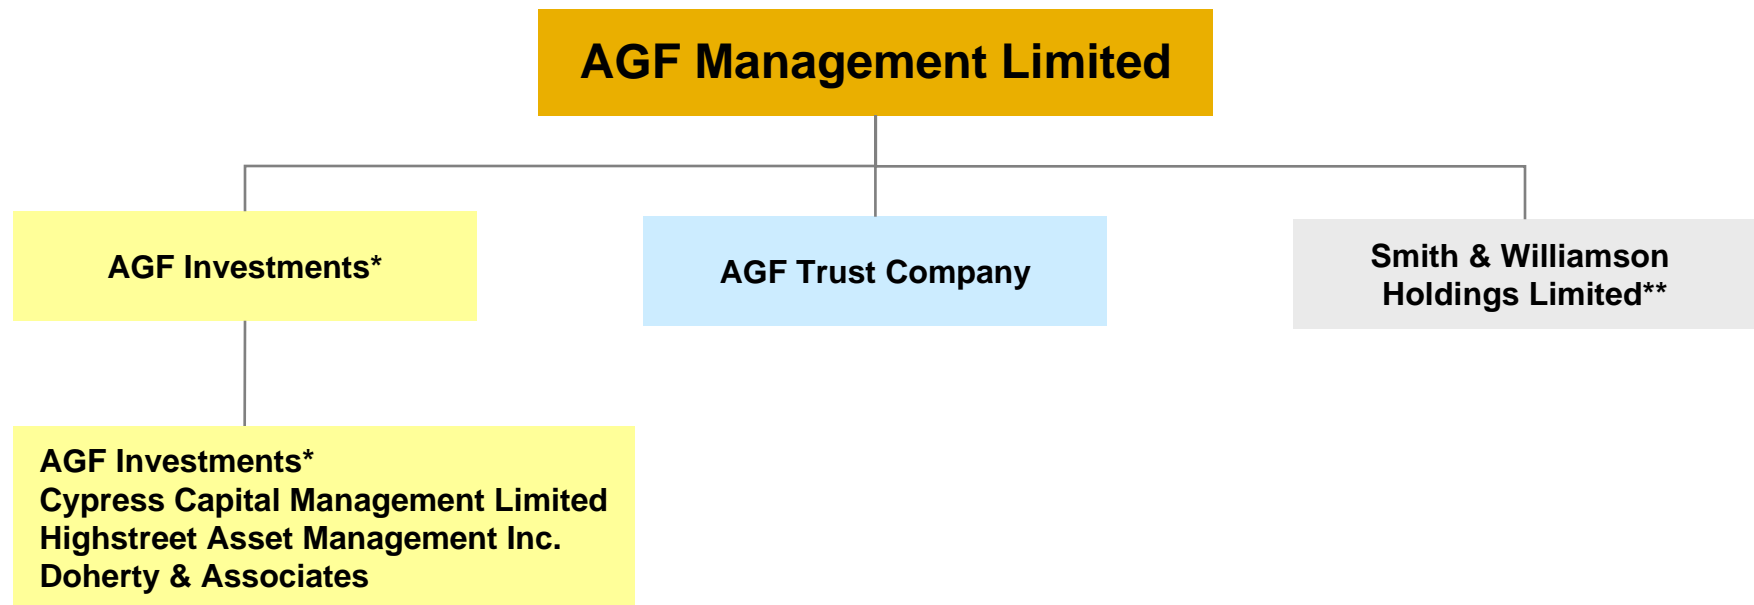 AGF Management Limited
AGF Investments*
AGF Trust Company
Smith & Williamson
Holdings Limited**
AGF Investments*
Cypress Capital Management Limited
Highstreet Asset Management Inc.
Doherty & Associates